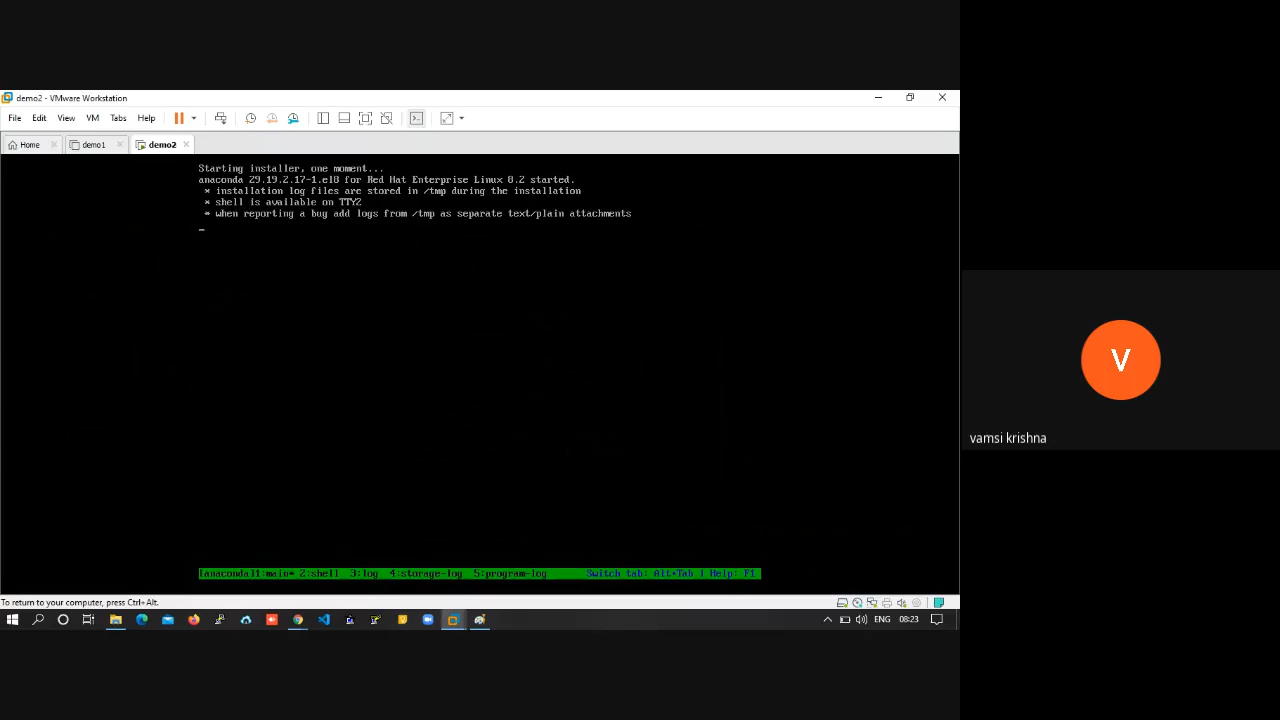 demo2 - VMware Workstation
File Edit View VM Tabs Help
Home demo1 demo2
Starting installer, one moment...
anaconda 29.19.2.17-1.el8 for Red Hat Enterprise Linux 8.2 started.
* installation log files are stored in /tmp during the installation
* shell is available on TTY2
* when reporting a bug add logs from /tmp as separate text/plain attachments
_
[anaconda]1:main* 2:shell 3:log 4:storage-log 5:program-log Switch tab: Alt+Tab | Help: F1
To return to your computer, press Ctrl+Alt.
ENG 08:23
V
vamsi krishna